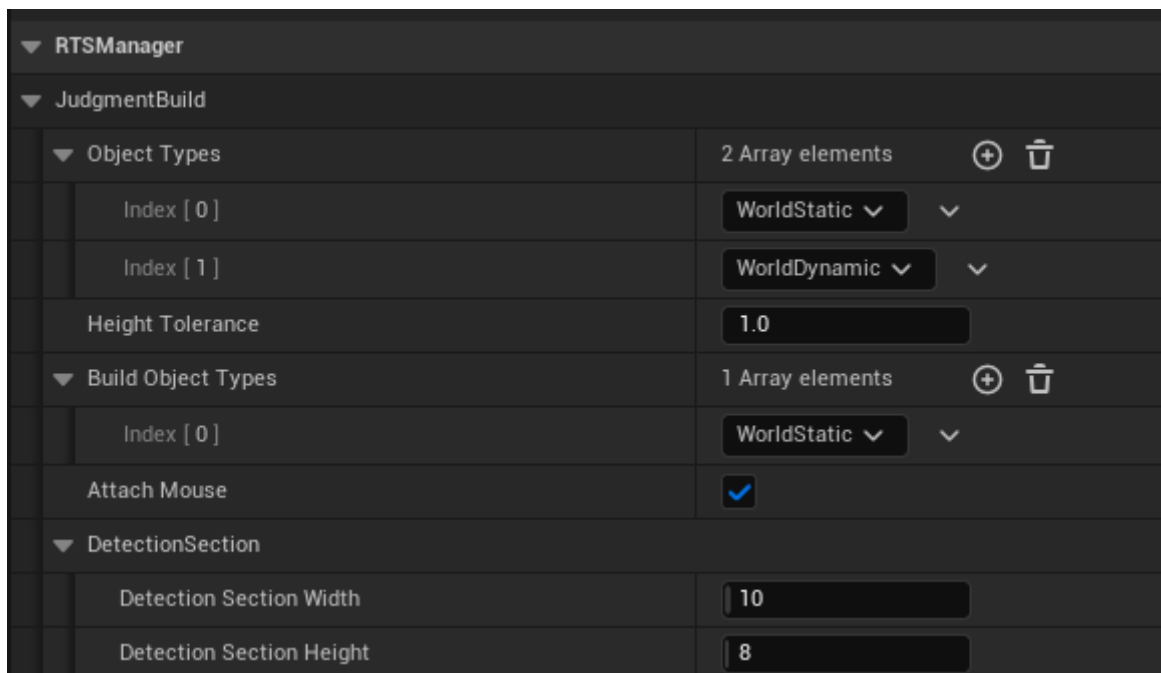 RTSManager
JudgmentBuild
Object Types 2 Array elements
Index [ 0 ] WorldStatic
Index [ 1 ] WorldDynamic
Height Tolerance 1.0
Build Object Types 1 Array elements
Index [ 0 ] WorldStatic
Attach Mouse
DetectionSection
Detection Section Width 10
Detection Section Height 8